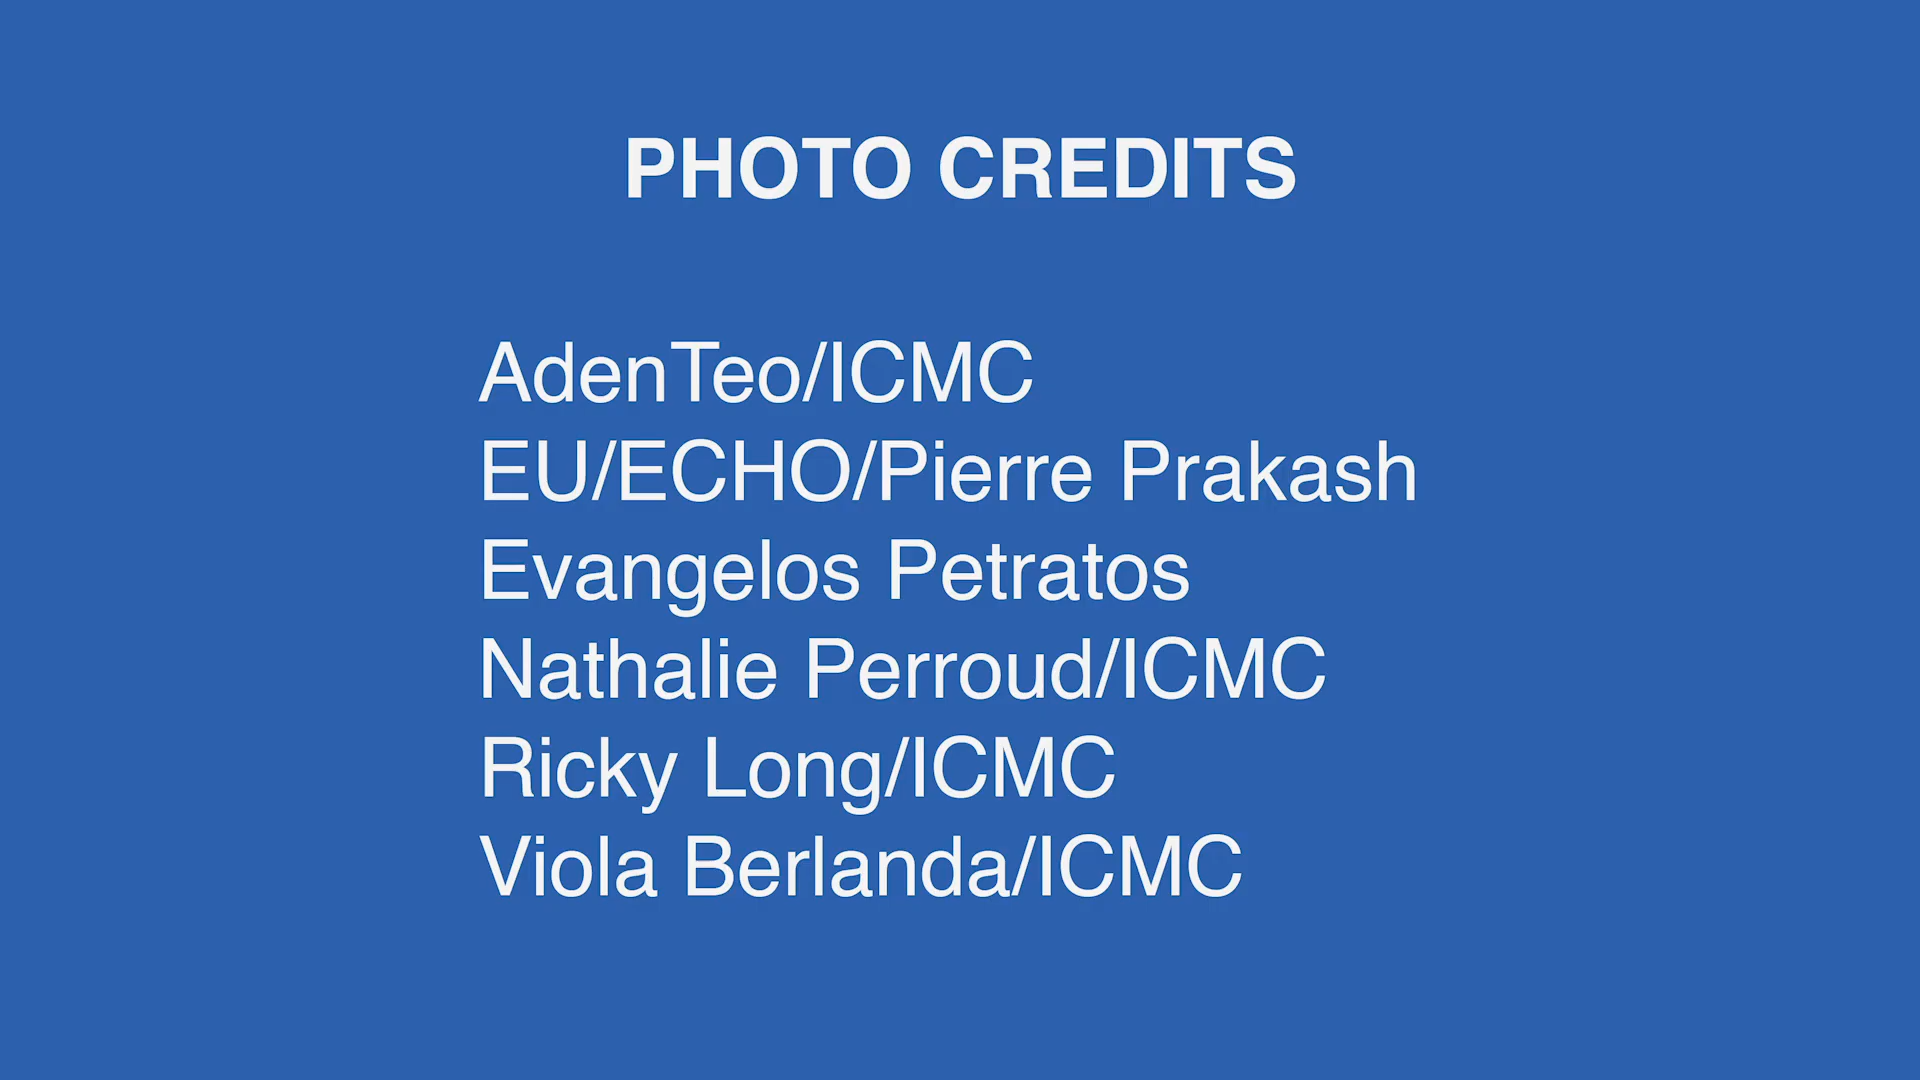 PHOTO CREDITS
AdenTeo/ICMC
EU/ECHO/Pierre Prakash
Evangelos Petratos
Nathalie Perroud/ICMC
Ricky Long/ICMC
Viola Berlanda/ICMC